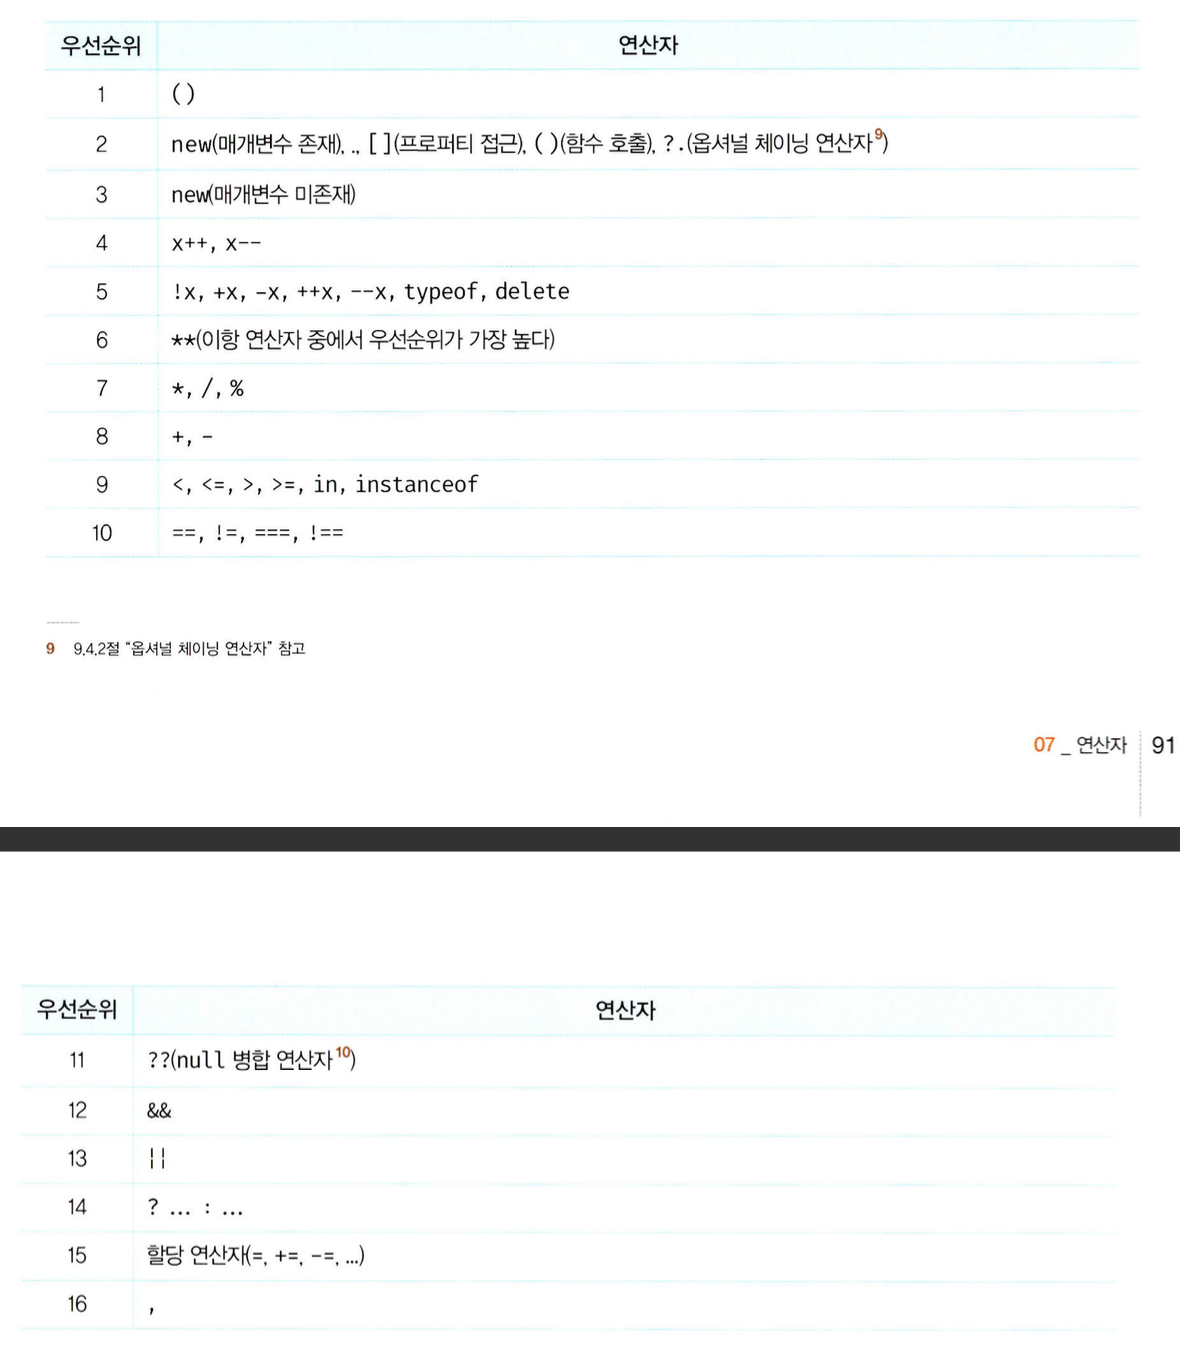 우선순위 연산자
1 ( )
2 new(매개변수 존재), ., [ ](프로퍼티 접근), ( )(함수 호출), ?.(옵셔널 체이닝 연산자9)
3 new(매개변수 미존재)
4 x++, x--
5 !x, +x, -x, ++x, --x, typeof, delete
6 **(이항 연산자 중에서 우선순위가 가장 높다)
7 *, /, %
8 +, -
9 <, <=, >, >=, in, instanceof
10 ==, !=, ===, !==
9 9.4.2절 “옵셔널 체이닝 연산자” 참고
07 _ 연산자 91
우선순위 연산자
11 ??(null 병합 연산자10)
12 &&
13 ||
14 ? ... : ...
15 할당 연산자(=, +=, -=, ...)
16 ,